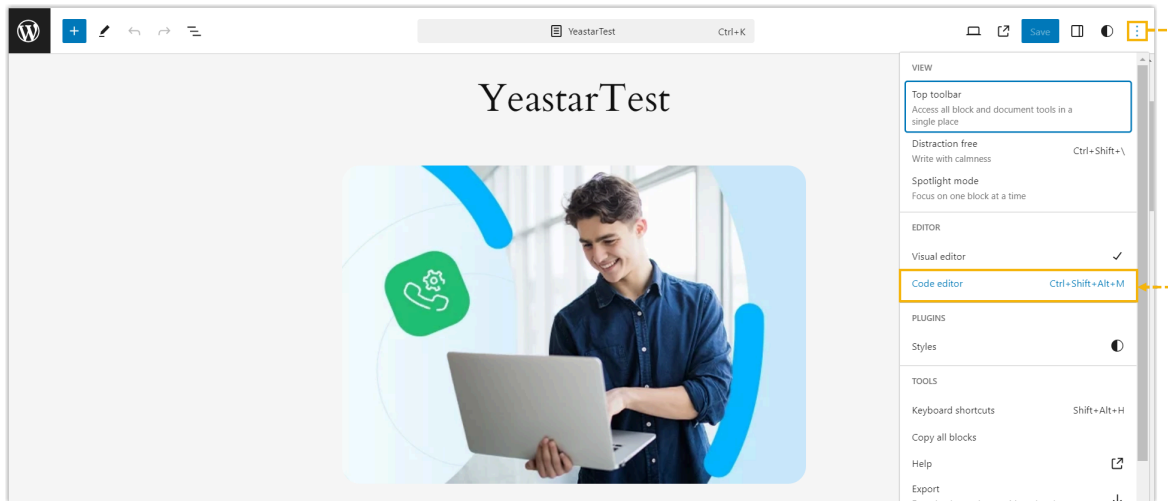 YeastarTest Ctrl+K
Save
YeastarTest
VIEW
Top toolbar
Access all block and document tools in a
single place
Distraction free Ctrl+Shift+\
Write with calmness
Spotlight mode
Focus on one block at a time
EDITOR
Visual editor
Code editor Ctrl+Shift+Alt+M
PLUGINS
Styles
TOOLS
Keyboard shortcuts Shift+Alt+H
Copy all blocks
Help
Export